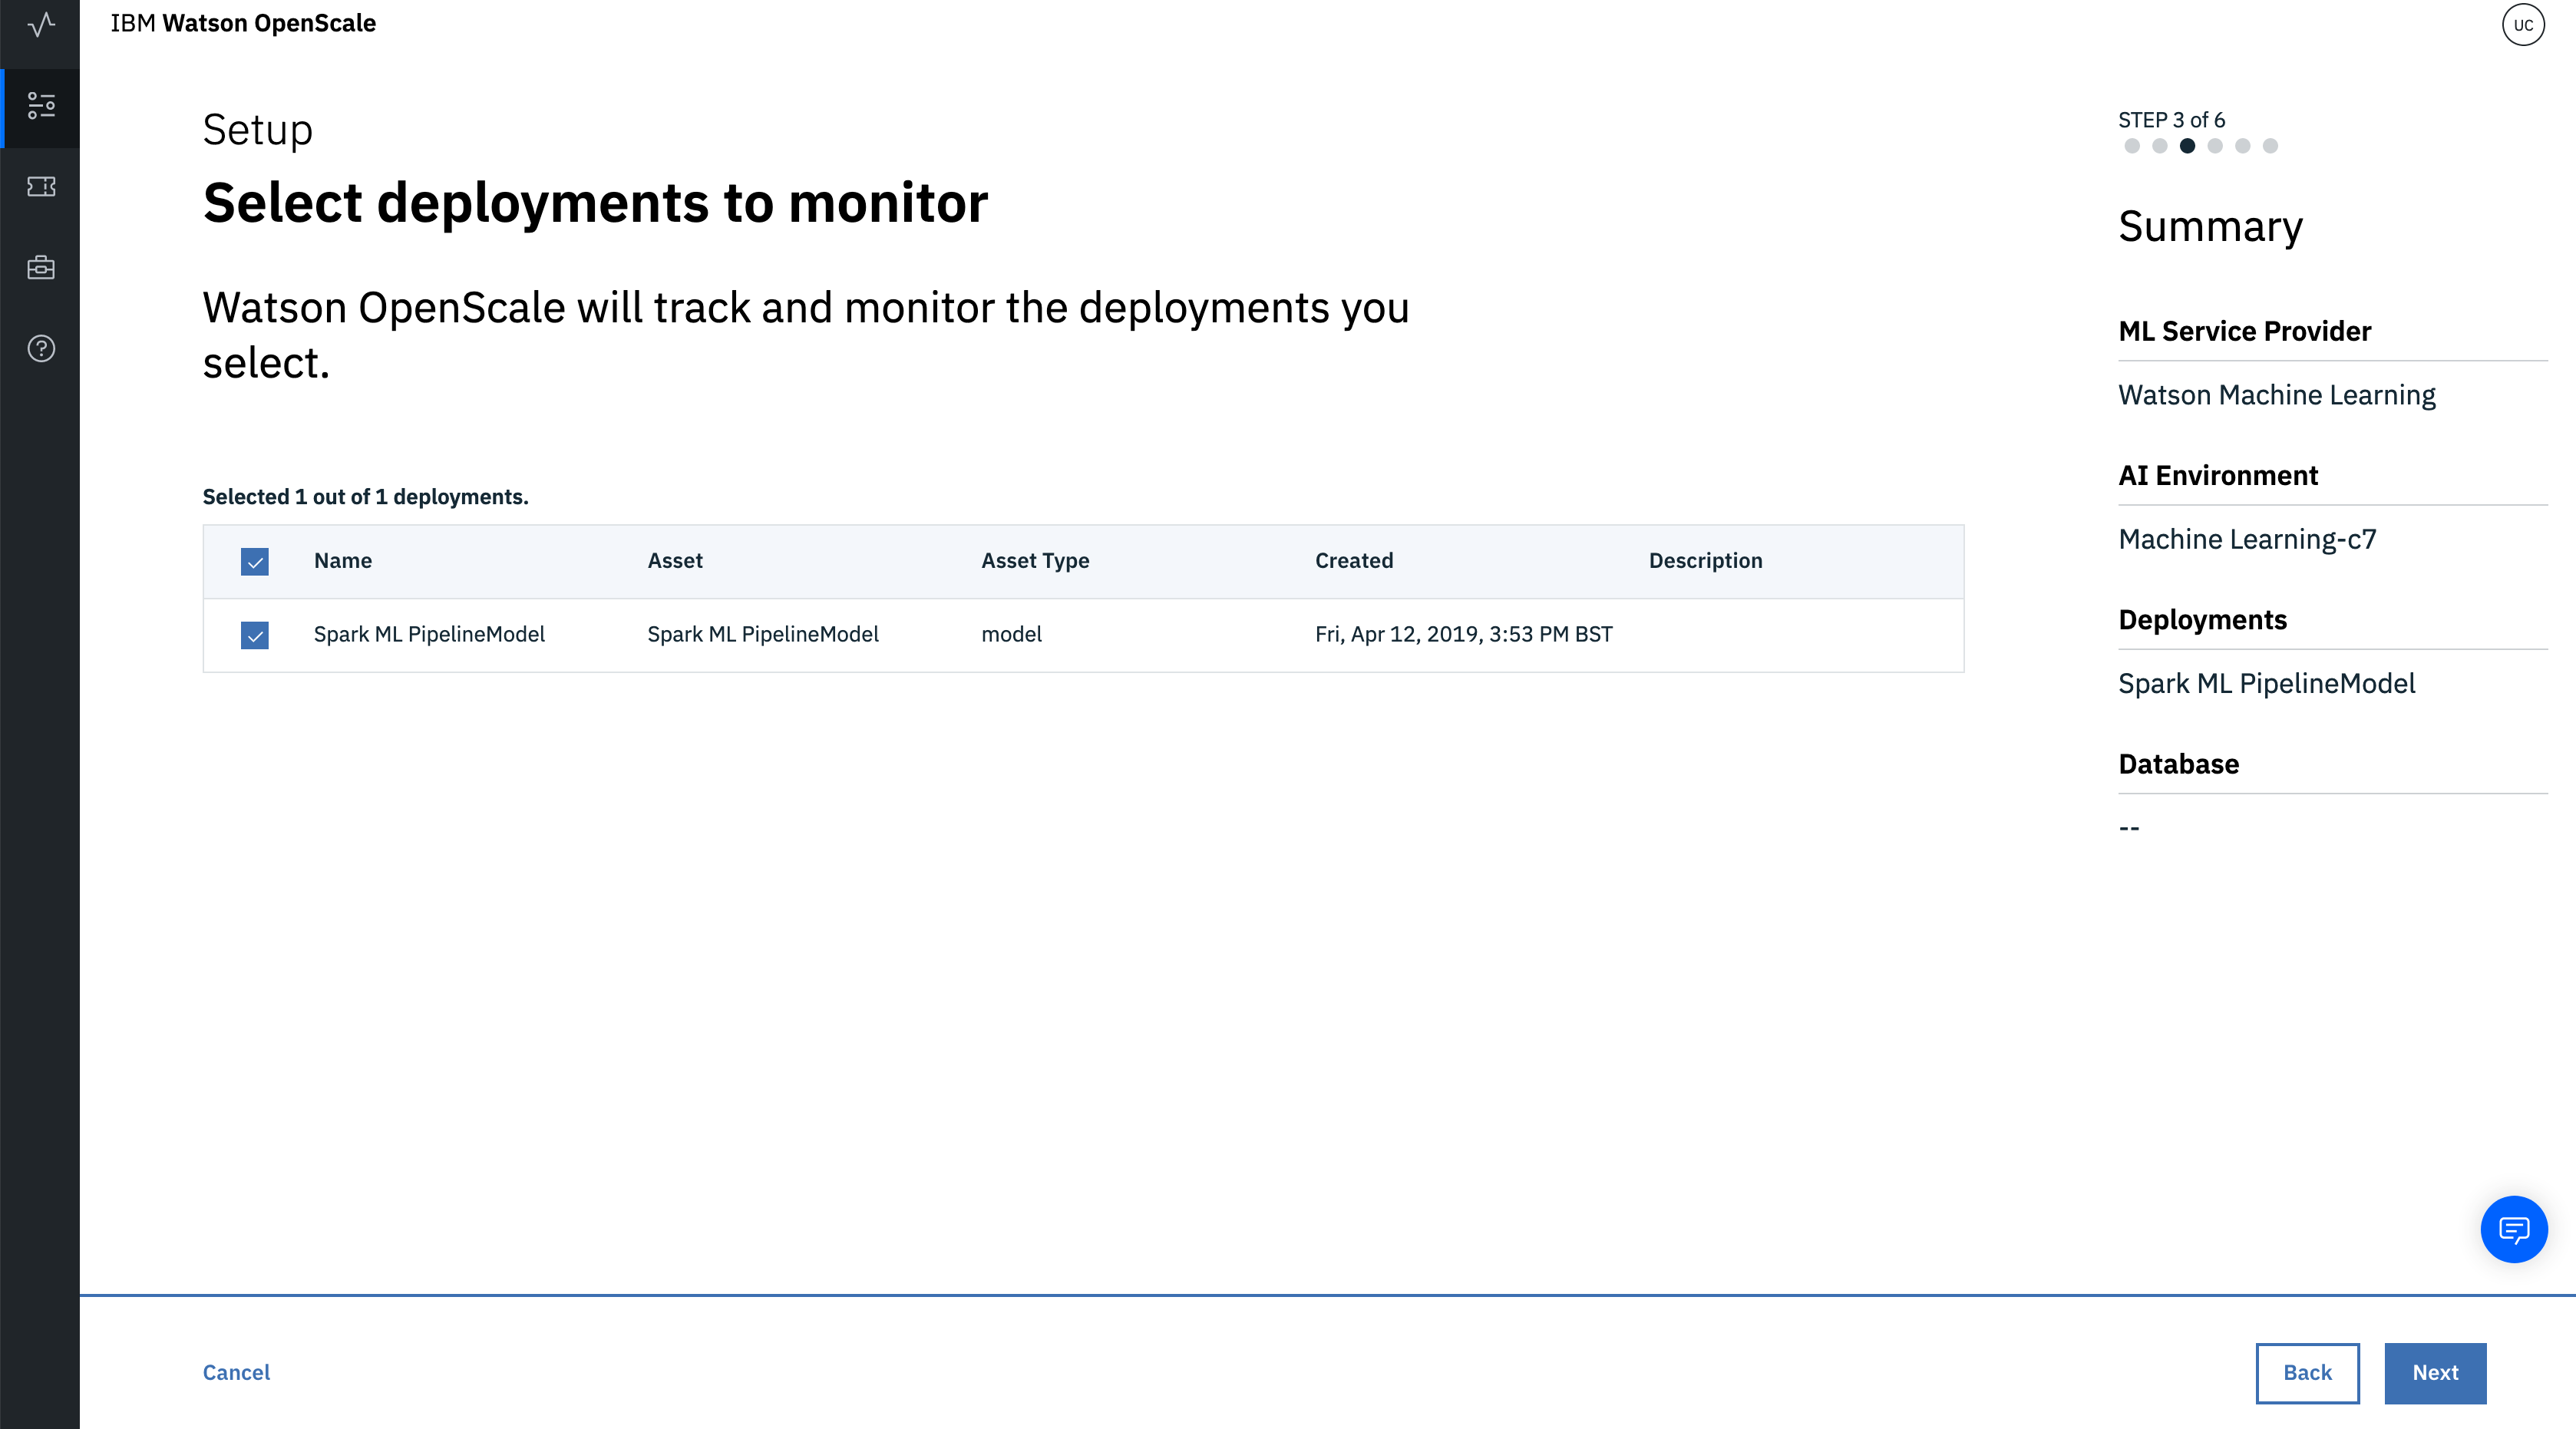 IBM Watson OpenScale
UC
Setup
Select deployments to monitor
Watson OpenScale will track and monitor the deployments you
select.
Selected 1 out of 1 deployments.
Name Asset Asset Type Created Description
Spark ML PipelineModel Spark ML PipelineModel model Fri, Apr 12, 2019, 3:53 PM BST
STEP 3 of 6
Summary
ML Service Provider
Watson Machine Learning
AI Environment
Machine Learning-c7
Deployments
Spark ML PipelineModel
Database
--
Cancel
Back
Next